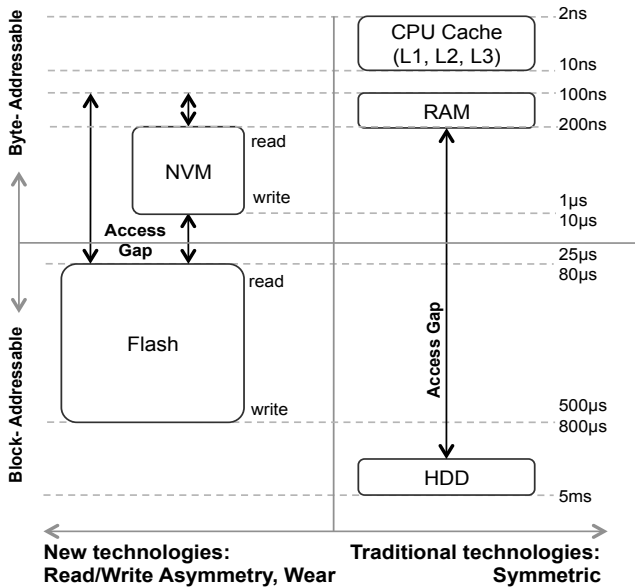 2ns
CPU Cache
(L1, L2, L3)
10ns
100ns
RAM
200ns
read
NVM
write
1µs
10µs
Access
Gap
25µs
80µs
read
Flash
write
500µs
800µs
HDD
5ms
Access Gap
Byte- Addressable
Block- Addressable
New technologies:
Read/Write Asymmetry, Wear
Traditional technologies:
Symmetric